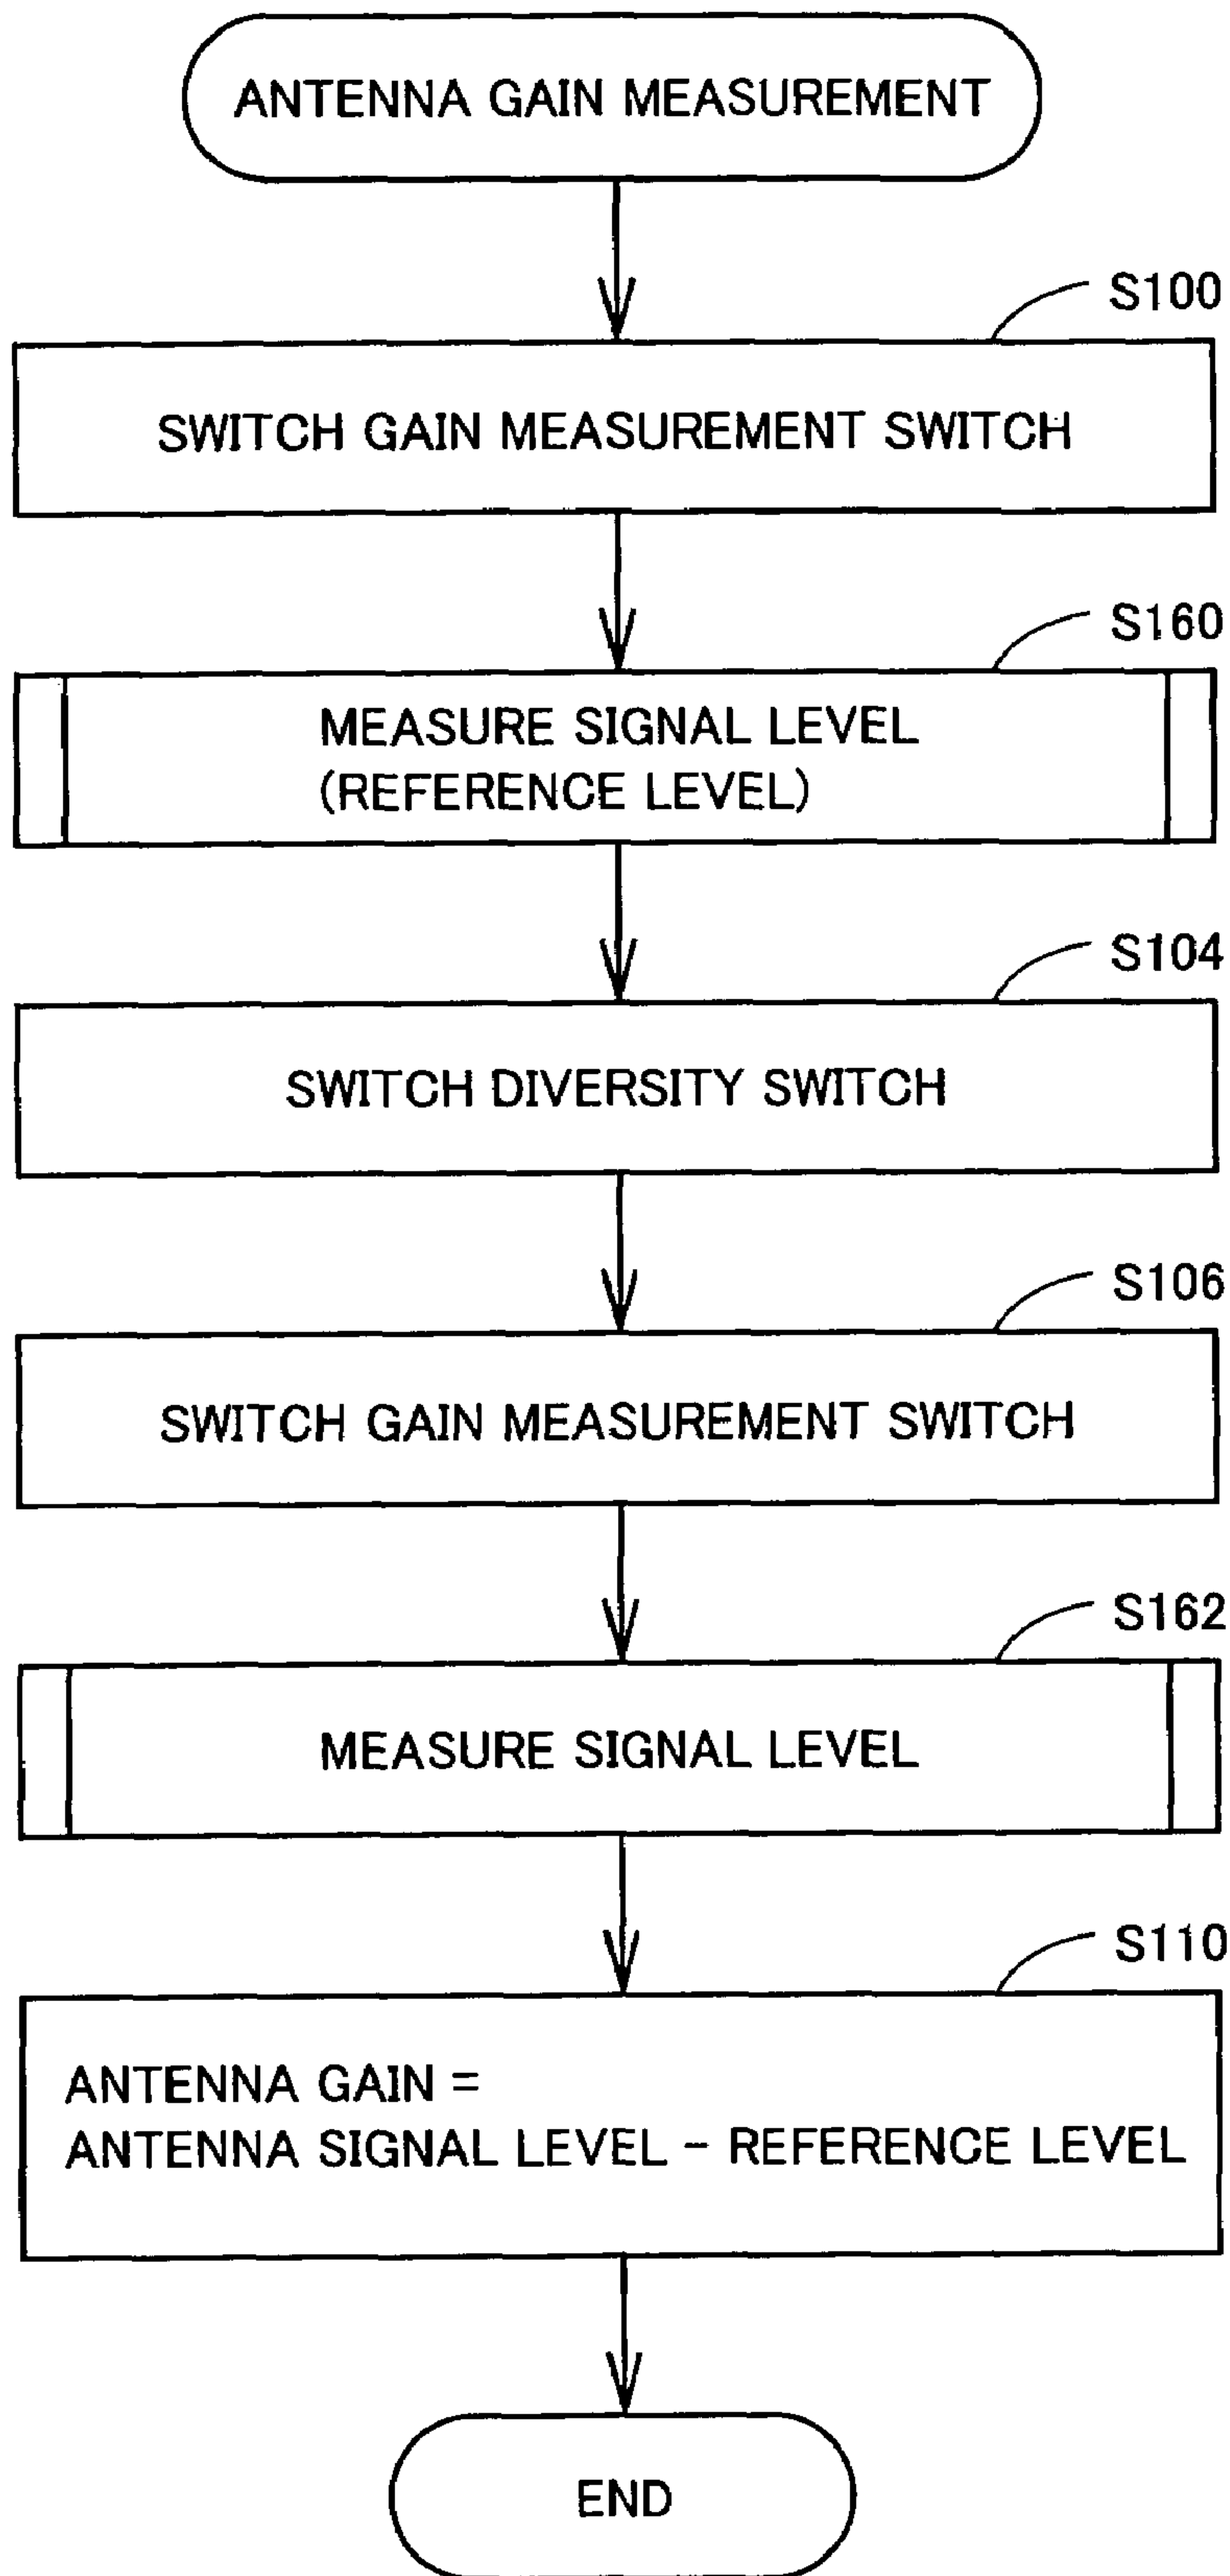 ANTENNA GAIN MEASUREMENT
S100
SWITCH GAIN MEASUREMENT SWITCH
S160
MEASURE SIGNAL LEVEL
(REFERENCE LEVEL)
S104
SWITCH DIVERSITY SWITCH
S106
SWITCH GAIN MEASUREMENT SWITCH
S162
MEASURE SIGNAL LEVEL
S110
ANTENNA GAIN =
ANTENNA SIGNAL LEVEL - REFERENCE LEVEL
END